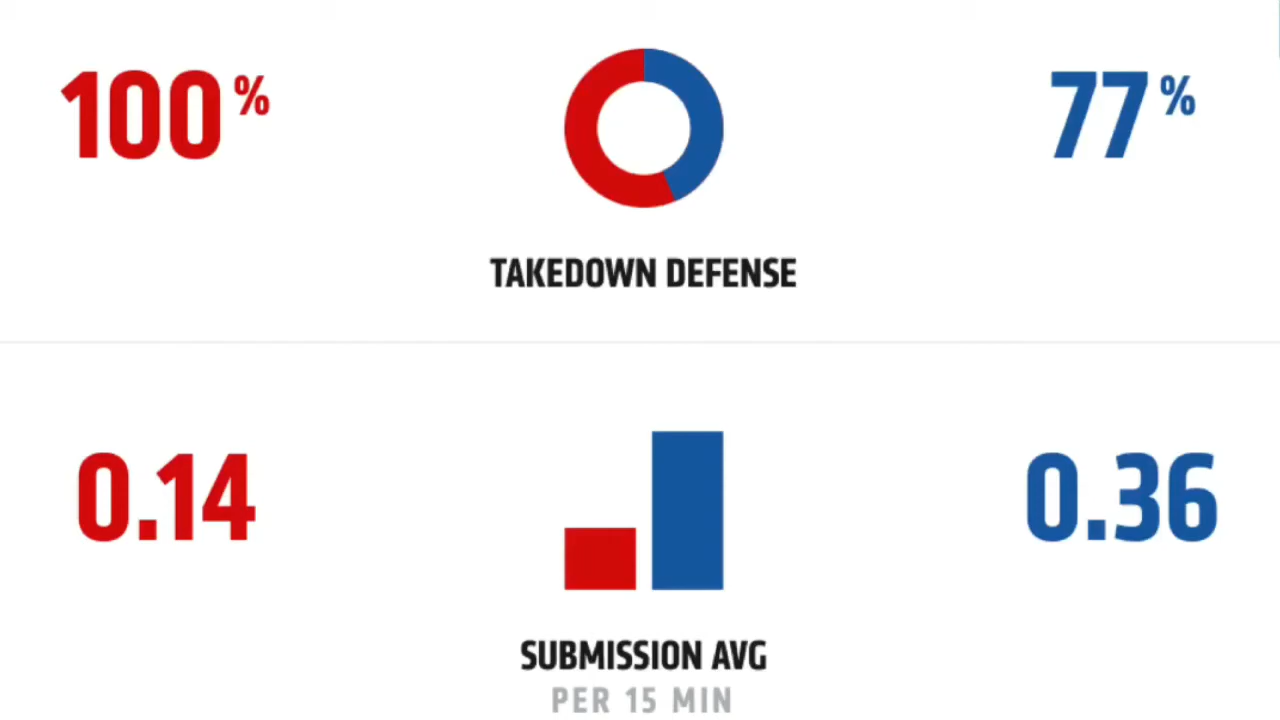 100%
77%
TAKEDOWN DEFENSE
0.14
0.36
SUBMISSION AVG
PER 15 MIN